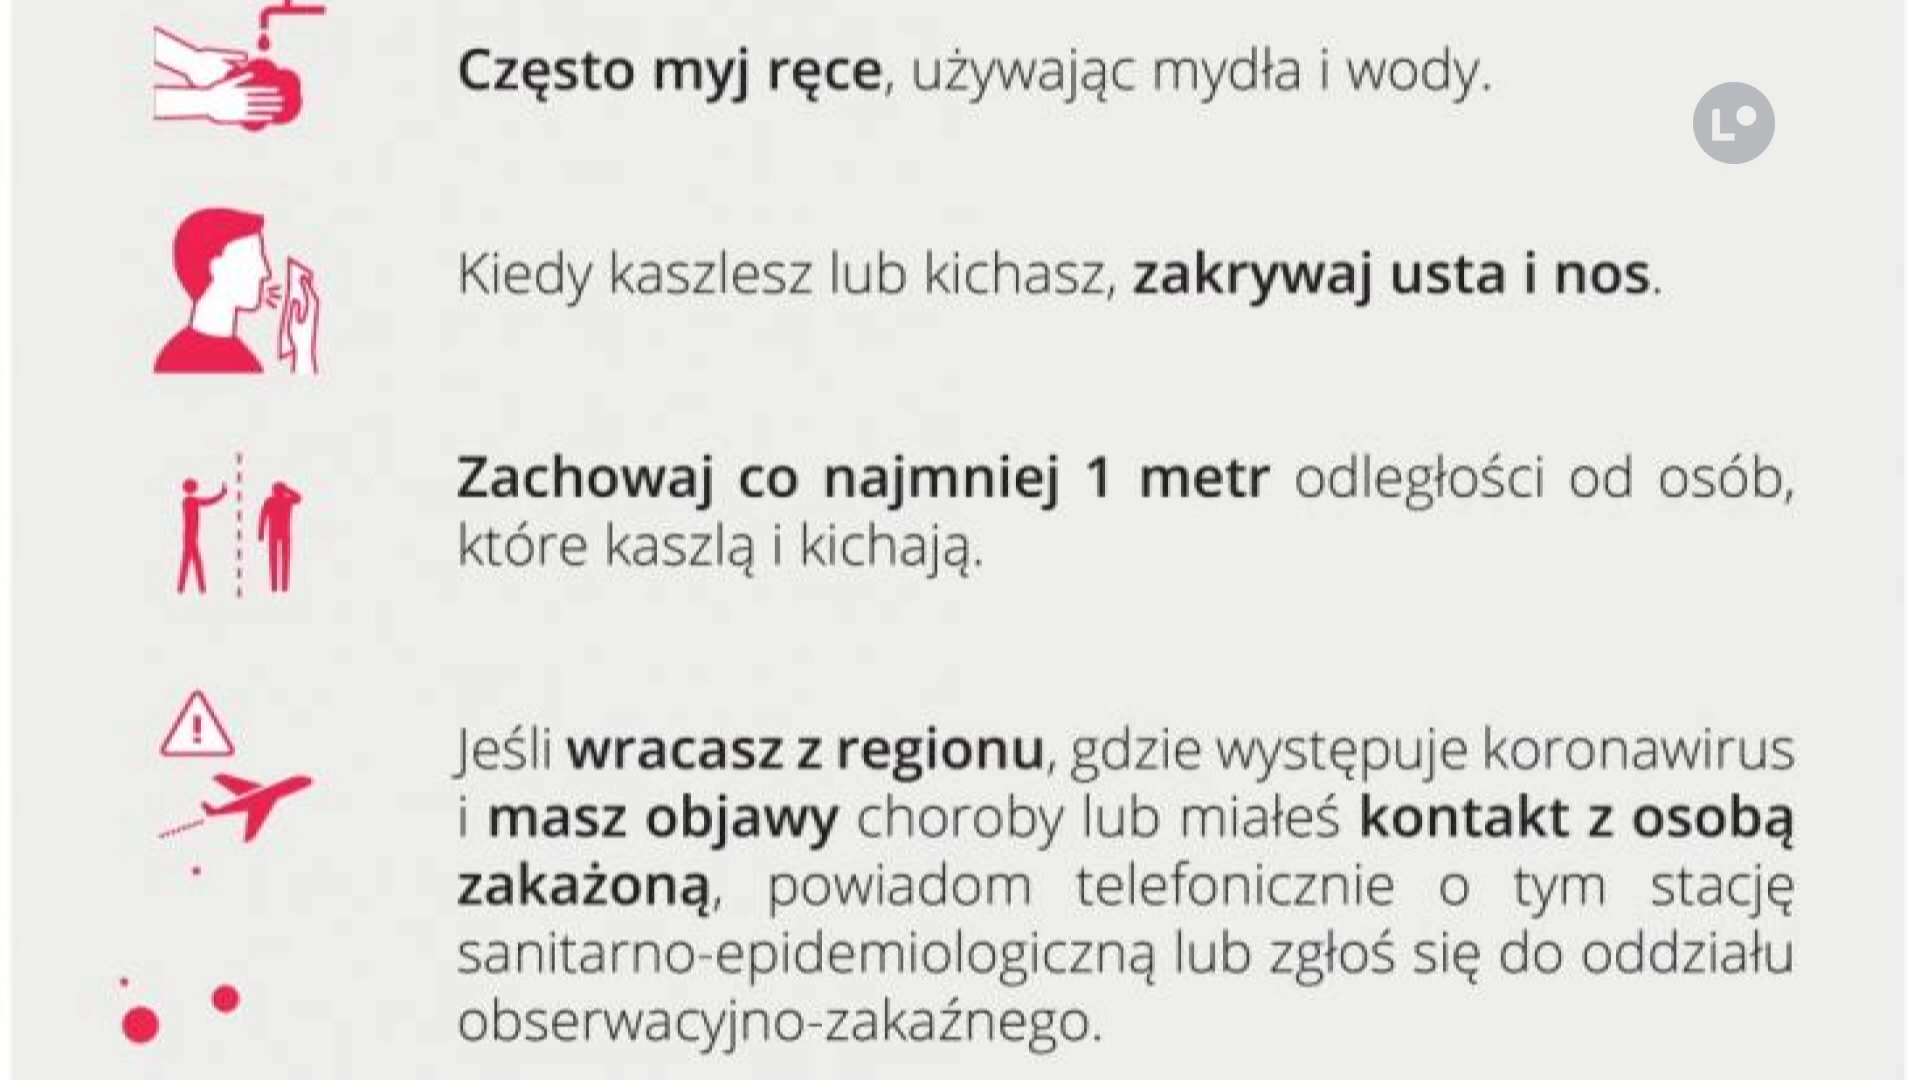 Często myj ręce, używając mydła i wody.
L
Kiedy kaszlesz lub kichasz, zakrywaj usta i nos.
Zachowaj co najmniej 1 metr odległości od osób,
które kaszlą i kichają.
Jeśli wracasz z regionu, gdzie występuje koronawirus
i masz objawy choroby lub miałeś kontakt z osobą
zakażoną, powiadom telefonicznie o tym stację
sanitarno-epidemiologiczną lub zgłoś się do oddziału
obserwacyjno-zakaźnego.